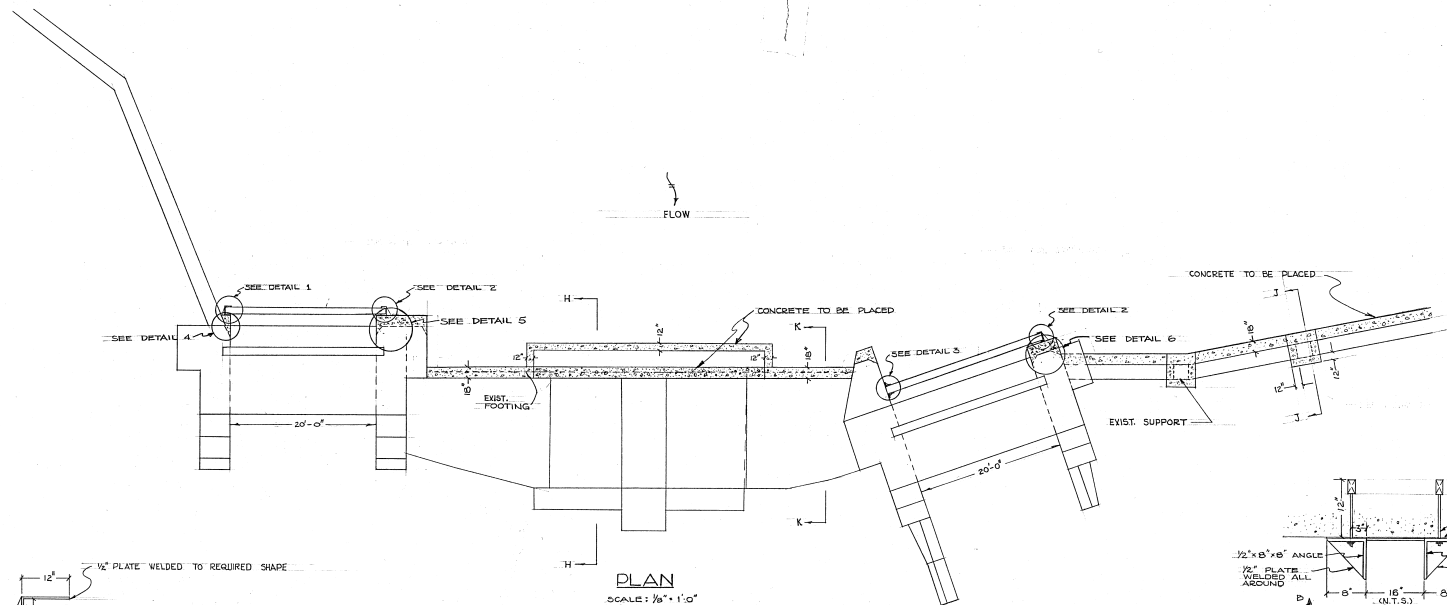 FLOW
CONCRETE TO BE PLACED
J
SEE DETAIL 1
SEE DETAIL 2
H
CONCRETE TO BE PLACED
SEE DETAIL 5
SEE DETAIL 4
K
SEE DETAIL 2
SEE DETAIL 6
SEE DETAIL 3
12"
12"
12"
18"
18"
18"
12"
12"
EXIST.
FOOTING
EXIST. SUPPORT
J
20'-0"
20'-0"
K
H
12"
3"
1/2" x 8" x 8" ANGLE
1/2" PLATE
WELDED ALL
AROUND
8"
16"
8
(N.T.S.)
B
12"
1/2" PLATE WELDED TO REQUIRED SHAPE
PLAN
SCALE: 1/8" = 1'-0"